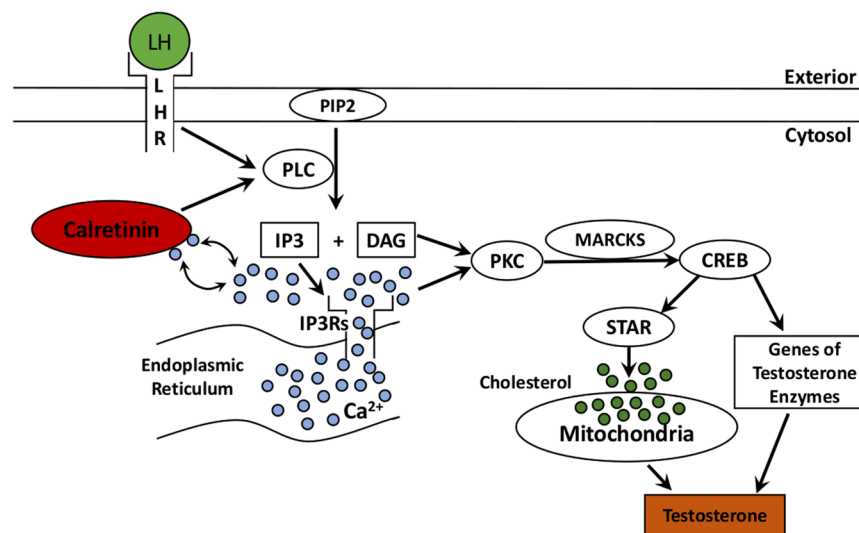 LH
L
H
R
Exterior
PIP2
Cytosol
PLC
Calretinin
IP3 + DAG
MARCKS
PKC
CREB
IP3Rs
STAR
Endoplasmic
Reticulum
Ca²⁺
Cholesterol
Genes of
Testosterone
Enzymes
Mitochondria
Testosterone